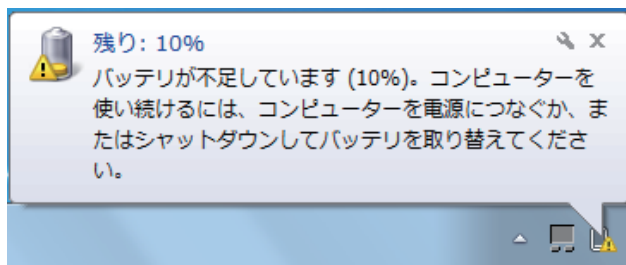 残り: 10%
バッテリが不足しています (10%)。コンピューターを
使い続けるには、コンピューターを電源につなぐか、ま
たはシャットダウンしてバッテリを取り替えてくださ
い。